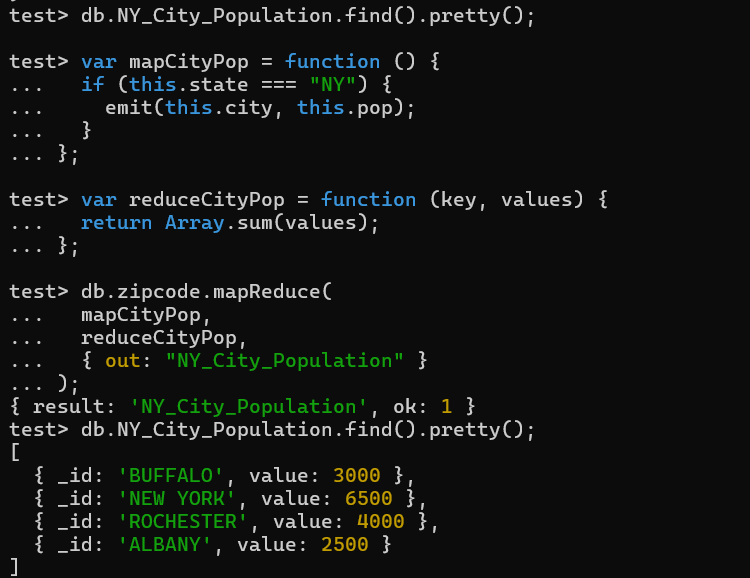 test> db.NY_City_Population.find().pretty();
test> var mapCityPop = function () {
...   if (this.state === "NY") {
...     emit(this.city, this.pop);
...   }
... };
test> var reduceCityPop = function (key, values) {
...   return Array.sum(values);
... };
test> db.zipcode.mapReduce(
...   mapCityPop,
...   reduceCityPop,
...   { out: "NY_City_Population" }
... );
{ result: 'NY_City_Population', ok: 1 }
test> db.NY_City_Population.find().pretty();
[
  { _id: 'BUFFALO', value: 3000 },
  { _id: 'NEW YORK', value: 6500 },
  { _id: 'ROCHESTER', value: 4000 },
  { _id: 'ALBANY', value: 2500 }
]